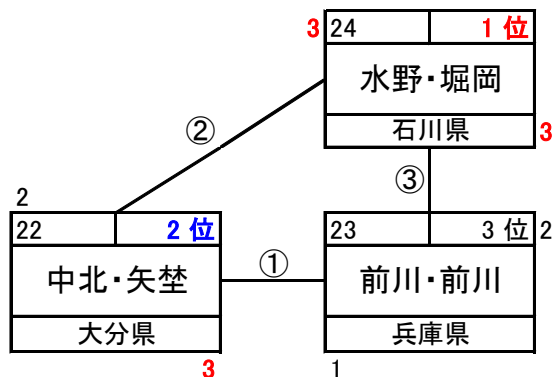 3 24 1 位
水野・堀岡
石川県 3
②
③
2
22 2 位
中北・矢埜
大分県
3
①
23 3 位 2
前川・前川
兵庫県
1